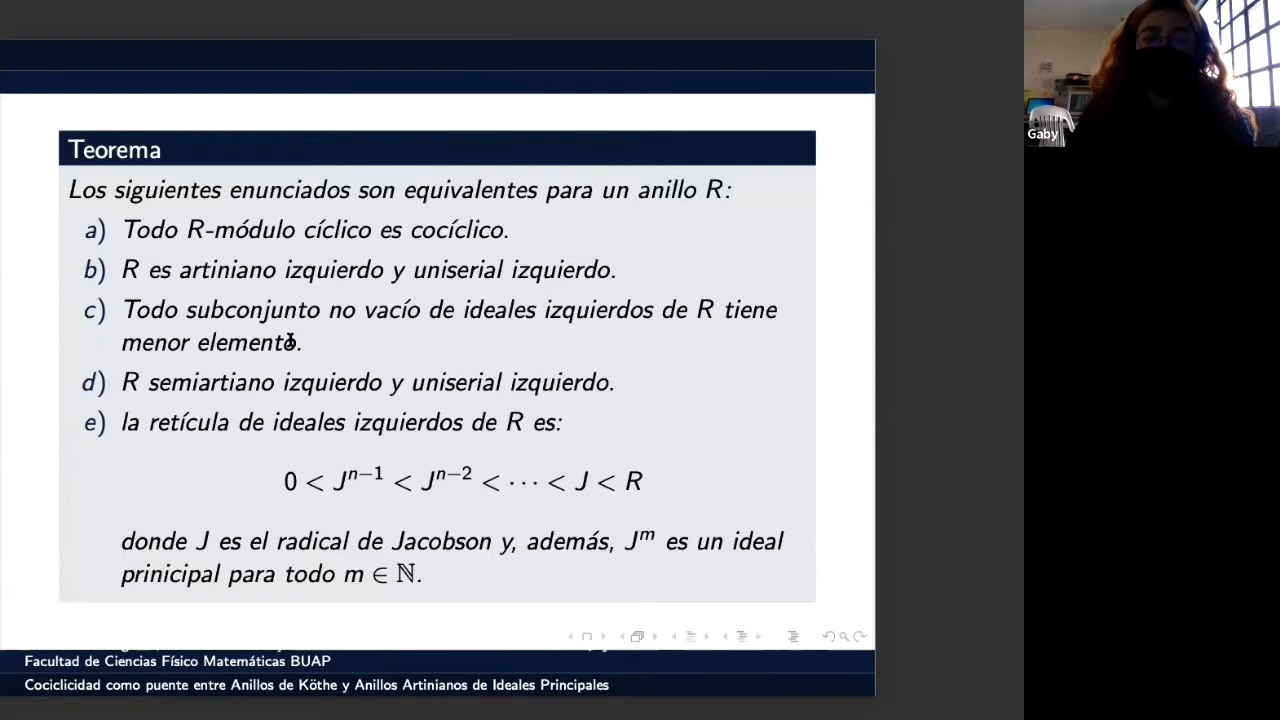 Teorema
Los siguientes enunciados son equivalentes para un anillo R:
a) Todo R-módulo cíclico es cocíclico.
b) R es artiniano izquierdo y uniserial izquierdo.
c) Todo subconjunto no vacío de ideales izquierdos de R tiene
menor elemento.
d) R semiartiano izquierdo y uniserial izquierdo.
e) la retícula de ideales izquierdos de R es:
0 < J^{n−1} < J^{n−2} < ⋯ < J < R
donde J es el radical de Jacobson y, además, J^m es un ideal
prinicipal para todo m ∈ ℕ.
Facultad de Ciencias Físico Matemáticas BUAP
Cociclicidad como puente entre Anillos de Köthe y Anillos Artinianos de Ideales Principales
Gaby